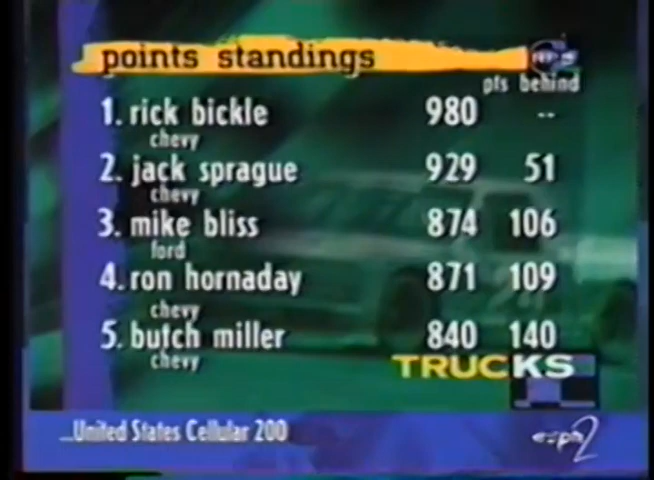 points standings
pts behind
1. rick bickle 980 --
chevy
2. jack sprague 929 51
chevy
3. mike bliss 874 106
ford
4. ron hornaday 871 109
chevy
5. butch miller 840 140
chevy
TRUCKS
...United States Cellular 200
espn2